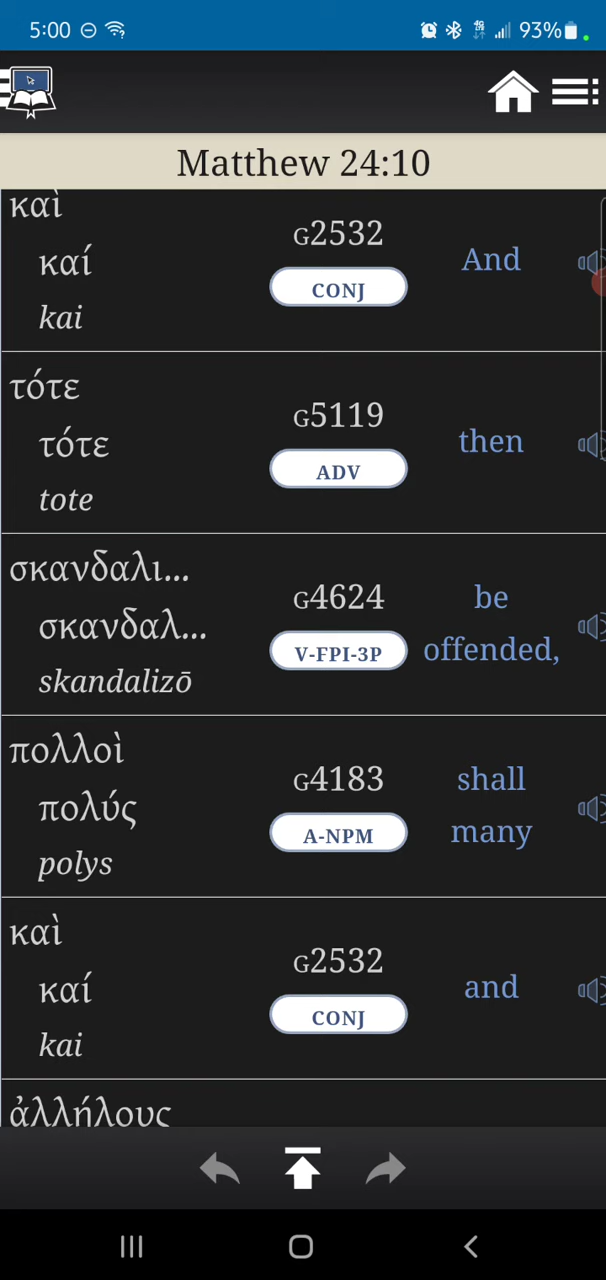 5:00 93%
Matthew 24:10
καὶ
G2532
And
καί
CONJ
kai
τότε
G5119
then
τότε
ADV
tote
σκανδαλι...
G4624
be
σκανδαλ...
V-FPI-3P
offended,
skandalizō
πολλοὶ
G4183
shall
πολύς
A-NPM
many
polys
καὶ
G2532
and
καί
CONJ
kai
ἀλλήλους